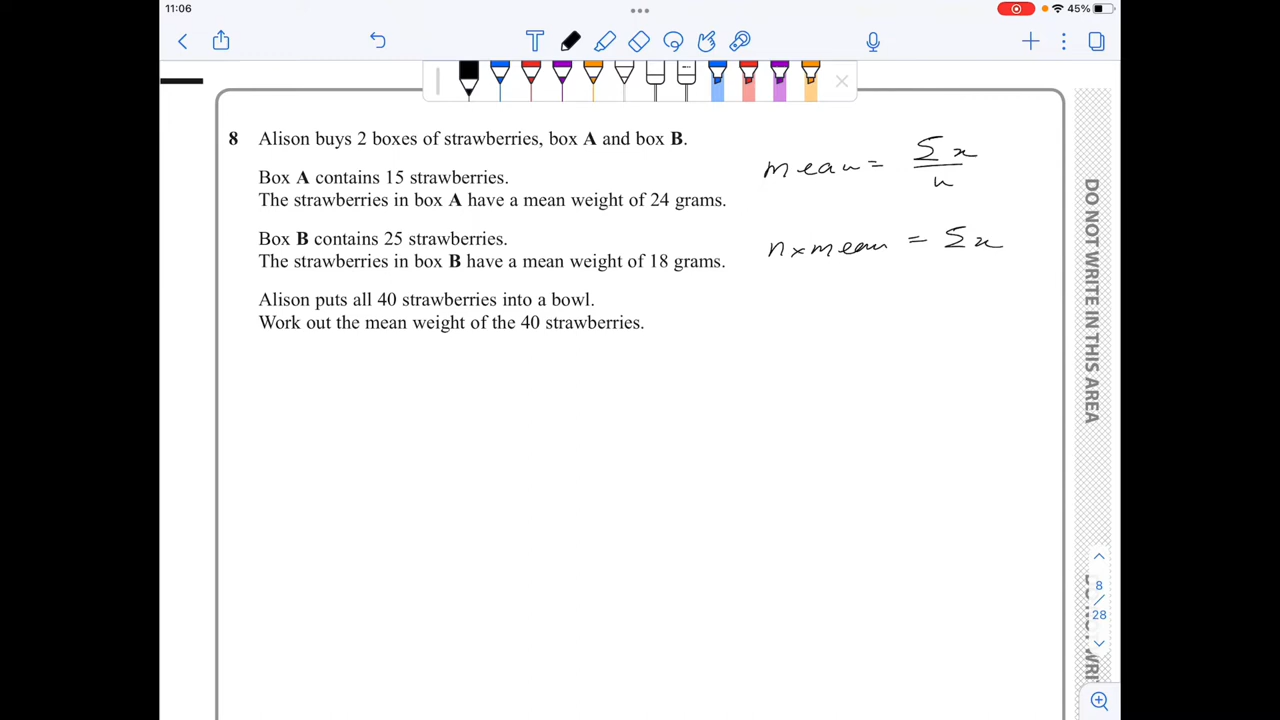 11:06
45%
8 Alison buys 2 boxes of strawberries, box A and box B.
Box A contains 15 strawberries.
The strawberries in box A have a mean weight of 24 grams.
Box B contains 25 strawberries.
The strawberries in box B have a mean weight of 18 grams.
Alison puts all 40 strawberries into a bowl.
Work out the mean weight of the 40 strawberries.
mean = Σx
n
n × mean = Σx
DO NOT WRITE IN THIS AREA
8
/
28